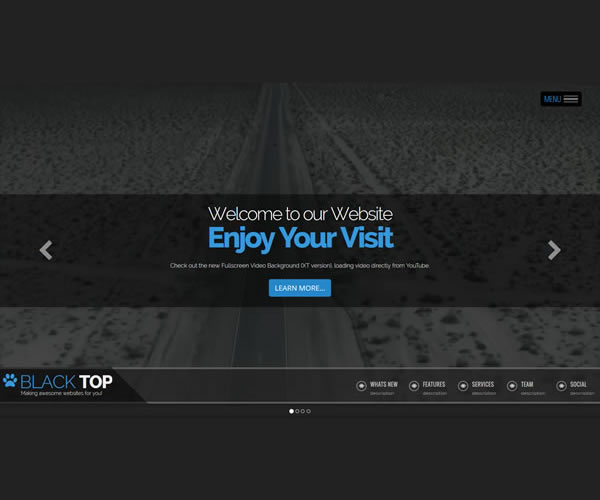 MENU
Welcome to our Website
Enjoy Your Visit
Check out the new Fullscreen Video Background (XT version), loading video directly from YouTube
LEARN MORE...
BLACK TOP
Making awesome websites for you!
WHATS NEW
description
FEATURES
description
SERVICES
description
TEAM
description
SOCIAL
description